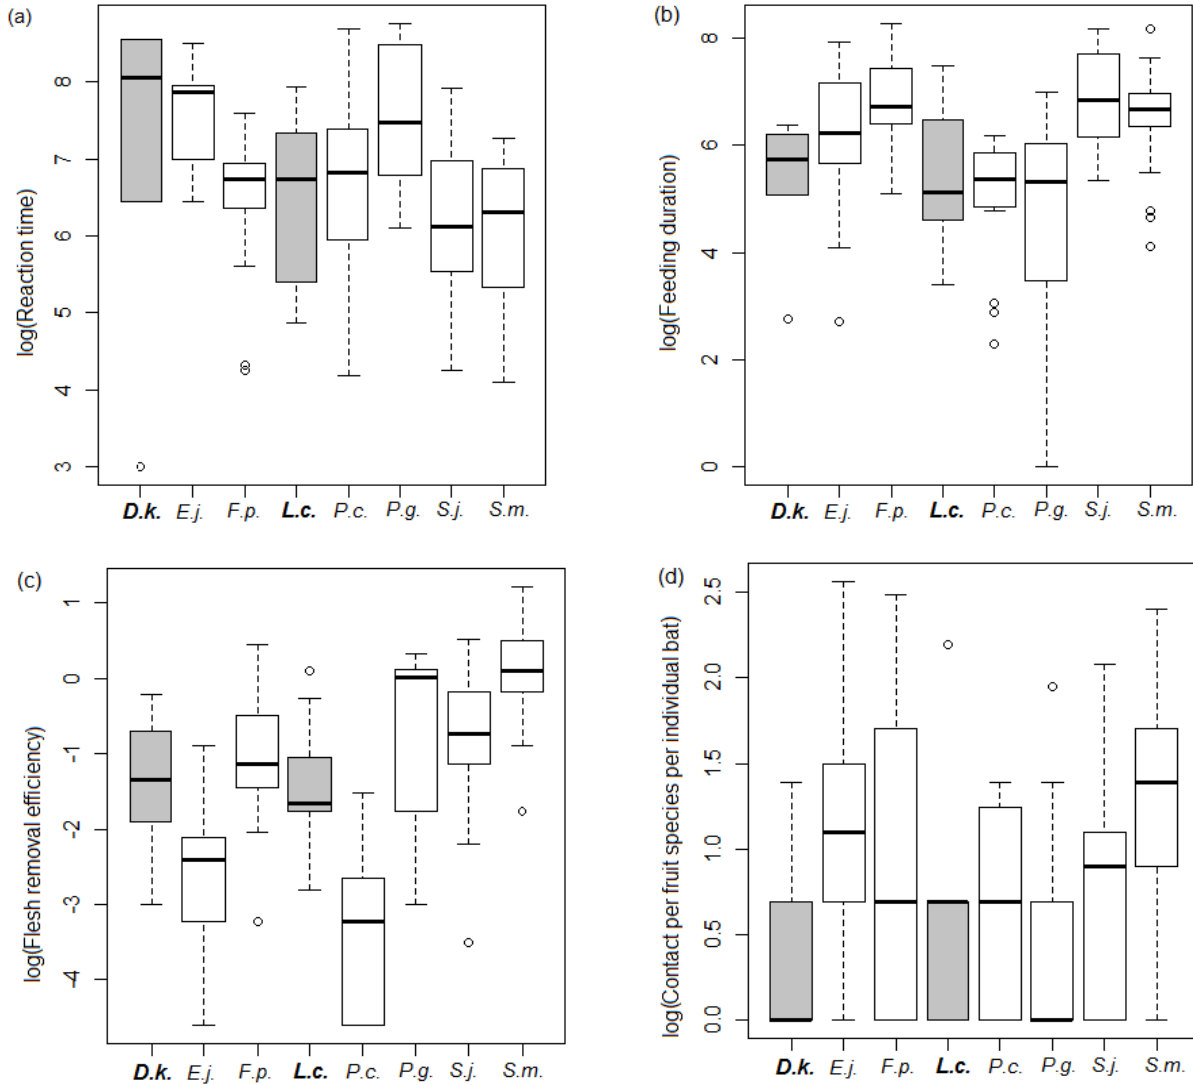 (a)
log(Reaction time)
8
7
6
5
4
3
D.k. E.j. F.p. L.c. P.c. P.g. S.j. S.m.
(b)
log(Feeding duration)
8
6
4
2
0
D.k. E.j. F.p. L.c. P.c. P.g. S.j. S.m.
(c)
log(Flesh removal efficiency)
1
0
-1
-2
-3
-4
D.k. E.j. F.p. L.c. P.c. P.g. S.j. S.m.
(d)
log(Contact per fruit species per individual bat)
2.5
2.0
1.5
1.0
0.5
0.0
D.k. E.j. F.p. L.c. P.c. P.g. S.j. S.m.